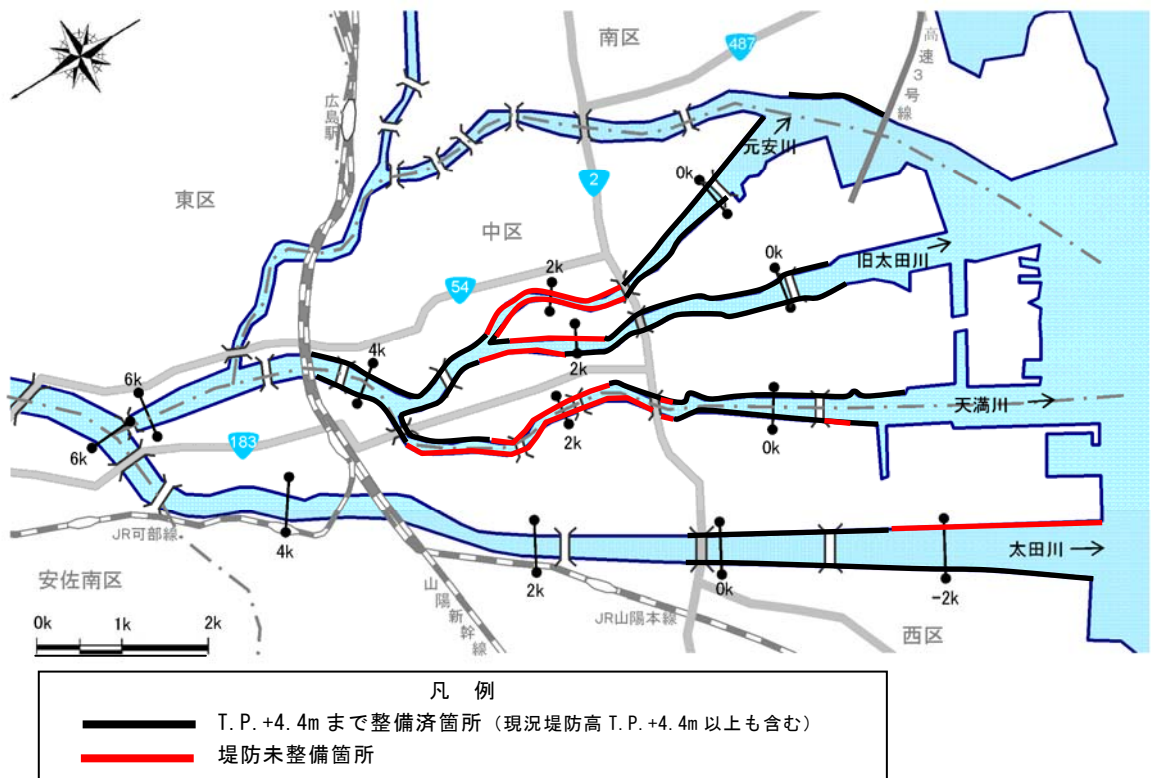 南区
487
高速3号線
広島駅
元安川
2
0k
東区
中区
旧太田川
0k
2k
54
4k
2k
6k
天満川
183
2k
0k
6k
JR可部線
4k
太田川
2k
0k
-2k
安佐南区
山陽新幹線
JR山陽本線
西区
0k 1k 2k
凡 例
T.P.+4.4mまで整備済箇所（現況堤防高T.P.+4.4m以上も含む）
堤防未整備箇所